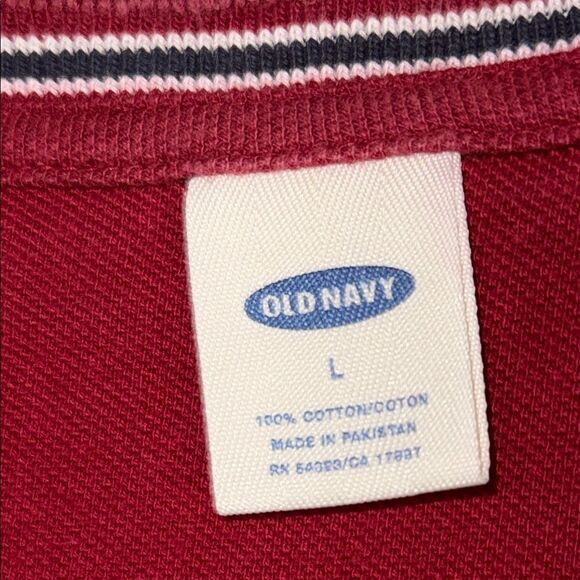 OLD NAVY
L
100% COTTON/COTON
MADE IN PAKISTAN
RN 54023/CA 17897